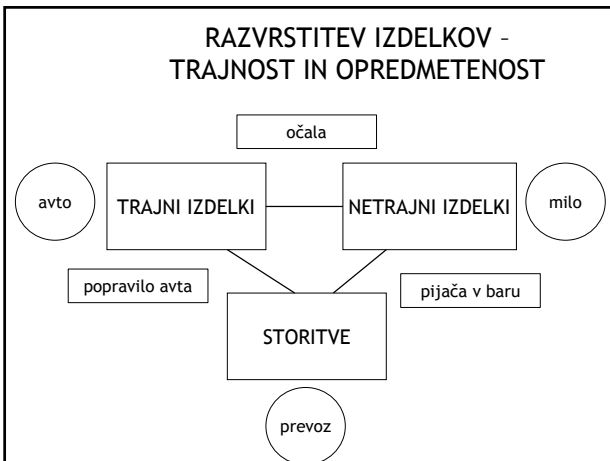 RAZVRSTITEV IZDELKOV –
TRAJNOST IN OPREDMETENOST
očala
avto
TRAJNI IZDELKI
NETRAJNI IZDELKI
milo
popravilo avta
pijača v baru
STORITVE
prevoz